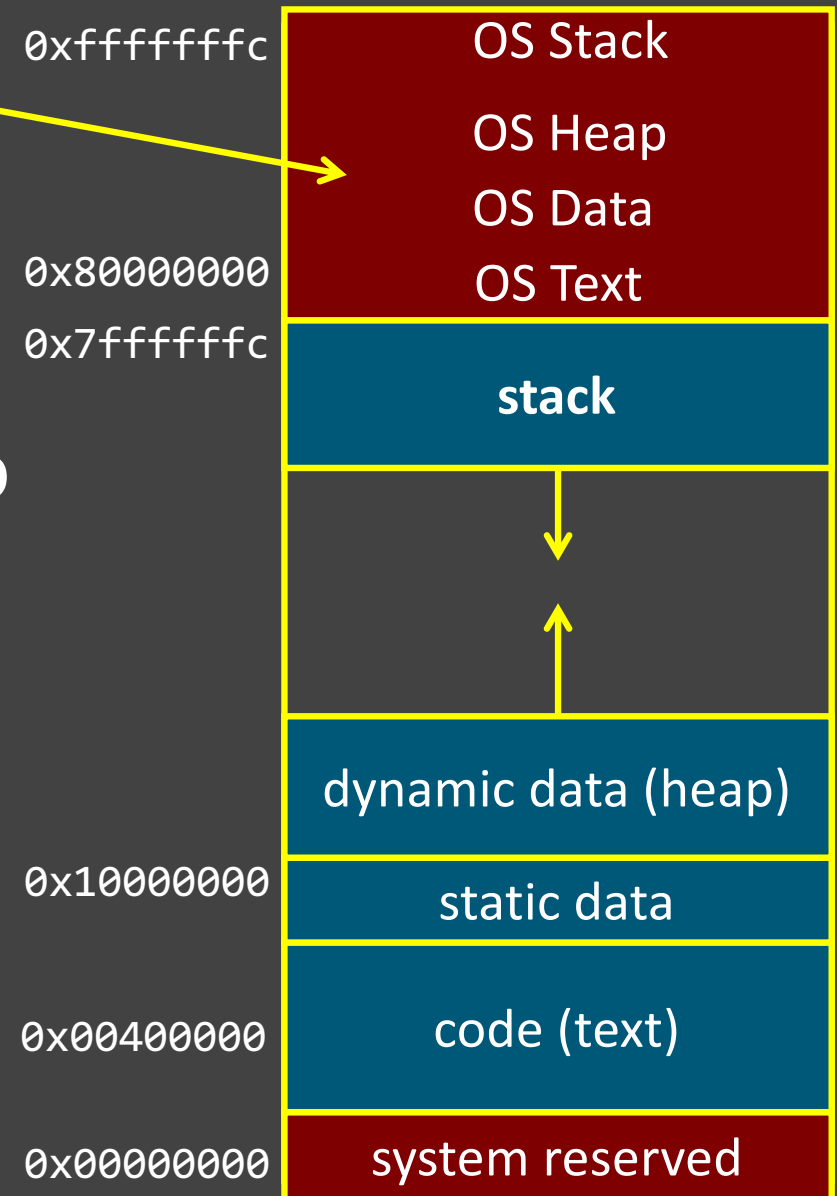 0xfffffffc
OS Stack
OS Heap
OS Data
0x80000000
OS Text
0x7ffffffc
stack
dynamic data (heap)
0x10000000
static data
0x00400000
code (text)
0x00000000
system reserved